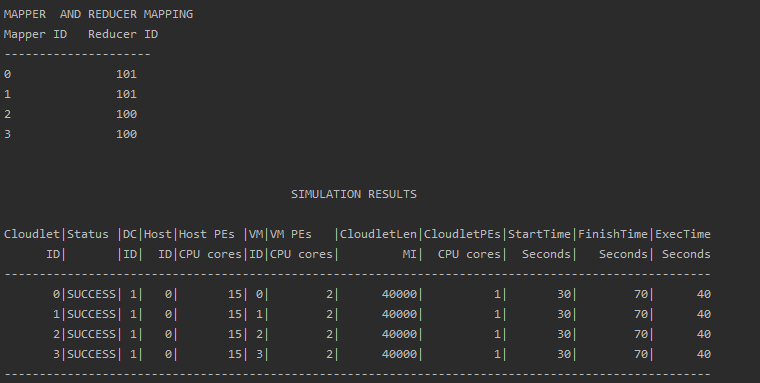 MAPPER  AND REDUCER MAPPING
Mapper ID   Reducer ID
---------------------
0               101
1               101
2               100
3               100
SIMULATION RESULTS
Cloudlet|Status |DC|Host|Host PEs |VM|VM PEs   |CloudletLen|CloudletPEs|StartTime|FinishTime|ExecTime
      ID|       |ID|  ID|CPU cores|ID|CPU cores|         MI|  CPU cores|  Seconds|   Seconds| Seconds
-----------------------------------------------------------------------------------------------------
       0|SUCCESS| 1|   0|       15| 0|        2|      40000|          1|       30|        70|      40
       1|SUCCESS| 1|   0|       15| 1|        2|      40000|          1|       30|        70|      40
       2|SUCCESS| 1|   0|       15| 2|        2|      40000|          1|       30|        70|      40
       3|SUCCESS| 1|   0|       15| 3|        2|      40000|          1|       30|        70|      40
-----------------------------------------------------------------------------------------------------